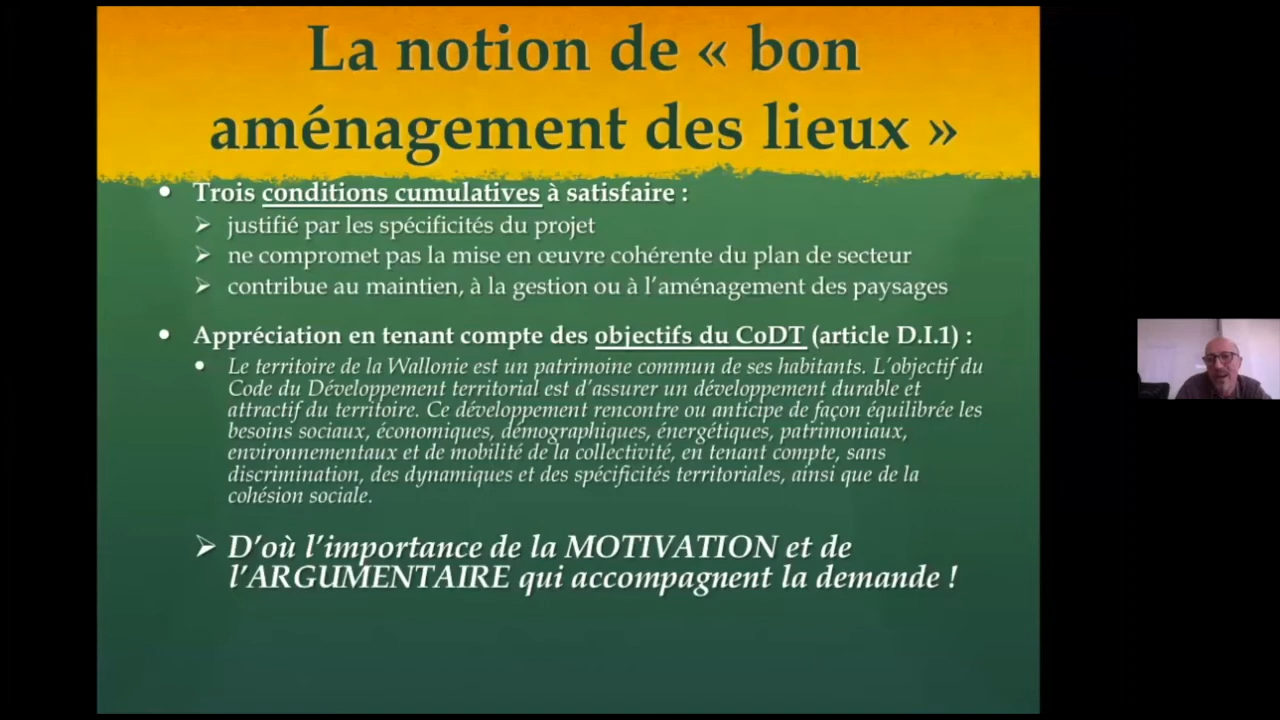 La notion de « bon
aménagement des lieux »
• Trois conditions cumulatives à satisfaire :
➢ justifié par les spécificités du projet
➢ ne compromet pas la mise en œuvre cohérente du plan de secteur
➢ contribue au maintien, à la gestion ou à l’aménagement des paysages
• Appréciation en tenant compte des objectifs du CoDT (article D.I.1) :
• Le territoire de la Wallonie est un patrimoine commun de ses habitants. L’objectif du
Code du Développement territorial est d’assurer un développement durable et
attractif du territoire. Ce développement rencontre ou anticipe de façon équilibrée les
besoins sociaux, économiques, démographiques, énergétiques, patrimoniaux,
environnementaux et de mobilité de la collectivité, en tenant compte, sans
discrimination, des dynamiques et des spécificités territoriales, ainsi que de la
cohésion sociale.
➢ D’où l’importance de la MOTIVATION et de
l’ARGUMENTAIRE qui accompagnent la demande !